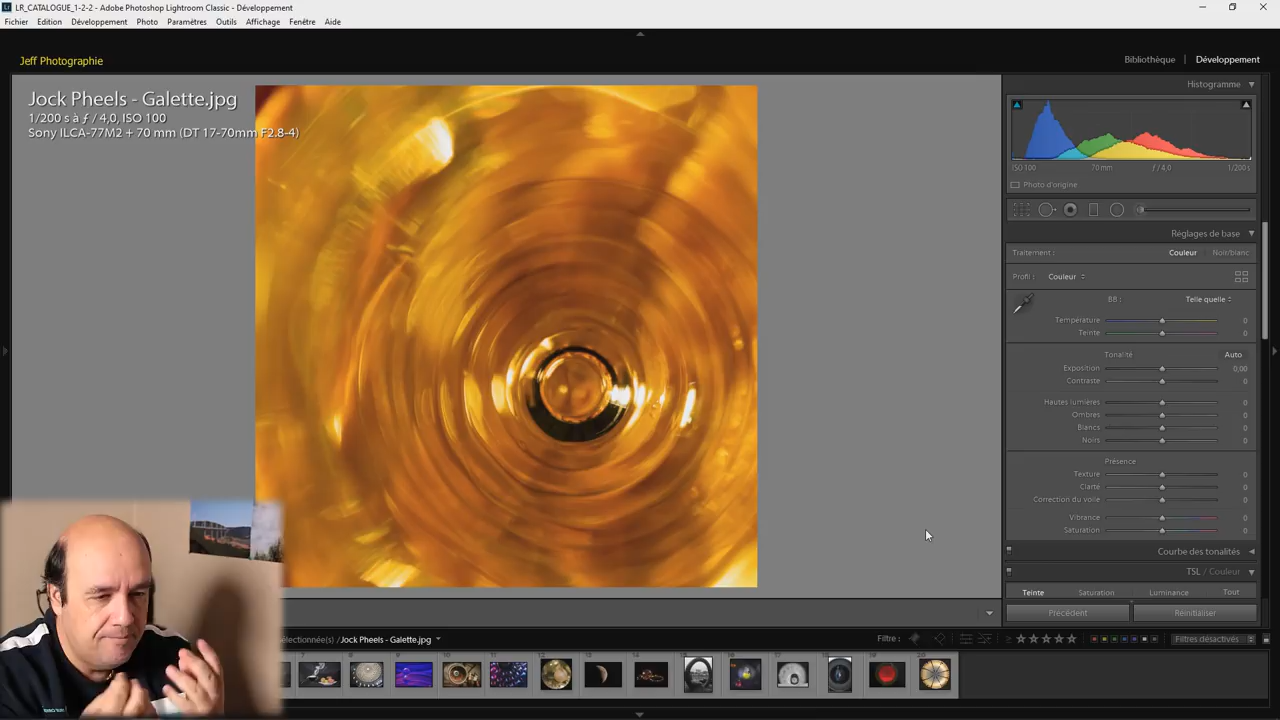 LR_CATALOGUE_1-2-2 - Adobe Photoshop Lightroom Classic - Développement
Fichier Edition Développement Photo Paramètres Outils Affichage Fenêtre Aide
Jeff Photographie
Bibliothèque | Développement
Jock Pheels - Galette.jpg
1/200 s à ƒ / 4,0, ISO 100
Sony ILCA-77M2 + 70 mm (DT 17-70mm F2.8-4)
Histogramme
ISO 100 70 mm ƒ / 4,0 1/200 s
Photo d'origine
Réglages de base
Traitement : Couleur Noir/blanc
Profil : Couleur
BB : Telle quelle
Température 0
Teinte 0
Tonalité Auto
Exposition 0,00
Contraste 0
Hautes lumières 0
Ombres 0
Blancs 0
Noirs 0
Présence
Texture 0
Clarté 0
Correction du voile 0
Vibrance 0
Saturation 0
Courbe des tonalités
TSL / Couleur
Teinte Saturation Luminance Tout
Précédent Réinitialiser
sélectionnée(s) /Jock Pheels - Galette.jpg
Filtre : Filtres désactivés